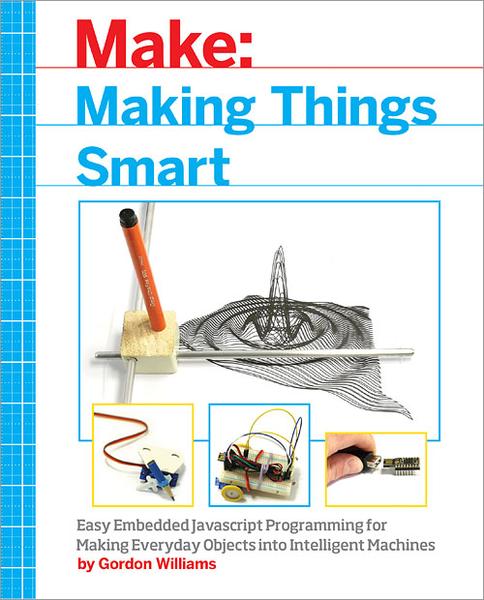 Make:
Making Things
Smart
Easy Embedded Javascript Programming for
Making Everyday Objects into Intelligent Machines
by Gordon Williams